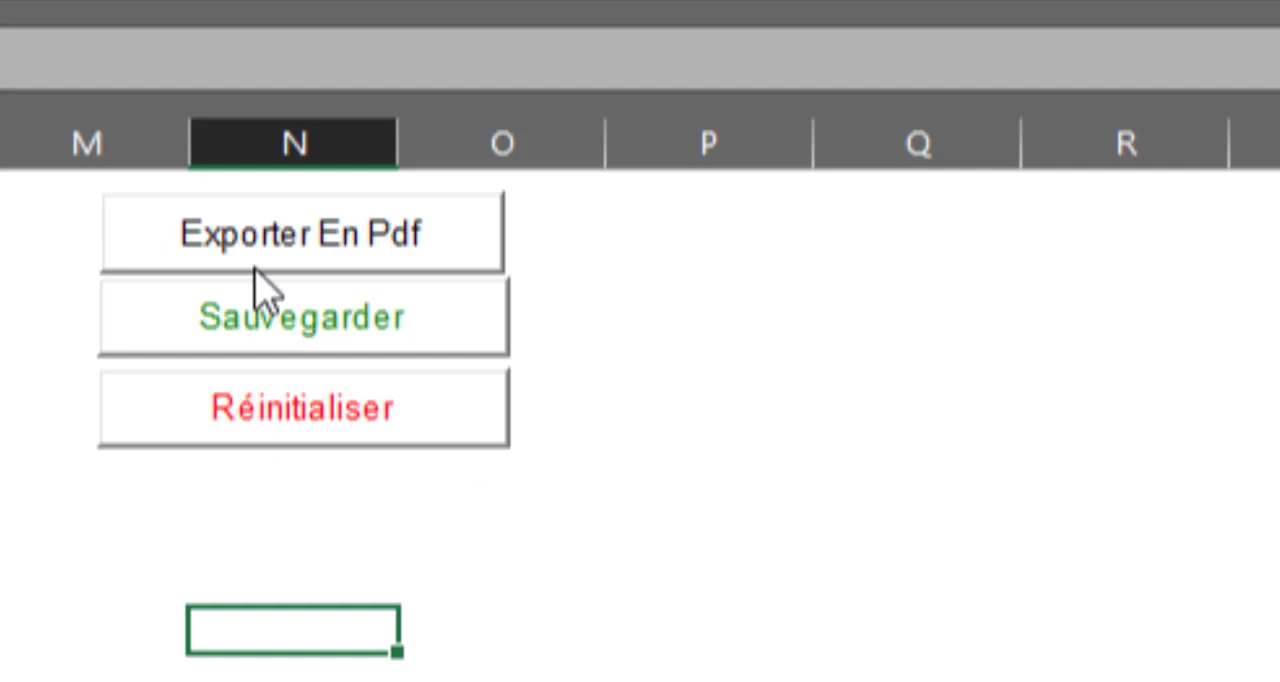 M N O P Q R
Exporter En Pdf
Sauvegarder
Réinitialiser